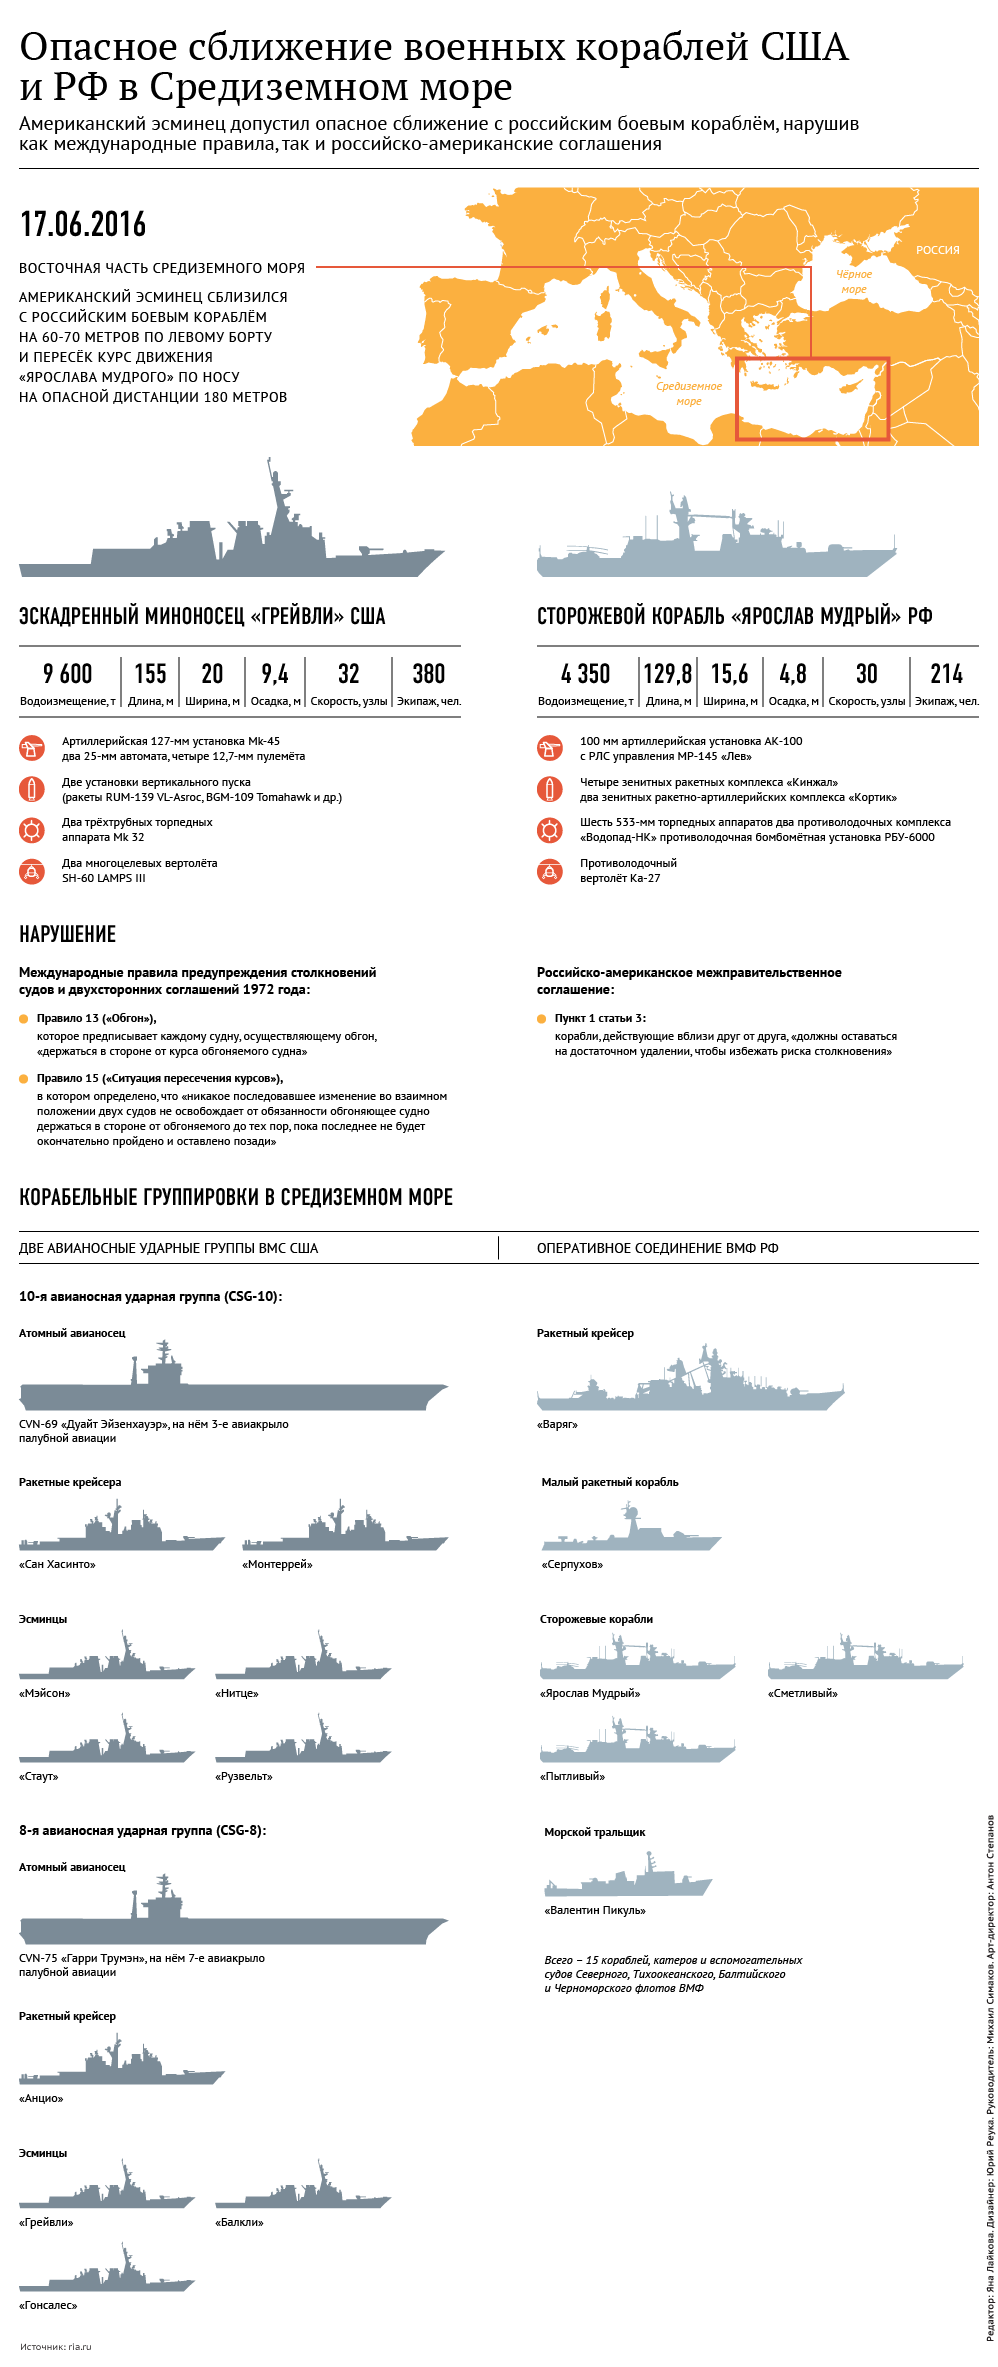 Опасное сближение военных кораблей США
и РФ в Средиземном море
Американский эсминец допустил опасное сближение с российским боевым кораблём, нарушив
как международные правила, так и российско-американские соглашения
17.06.2016
ВОСТОЧНАЯ ЧАСТЬ СРЕДИЗЕМНОГО МОРЯ
АМЕРИКАНСКИЙ ЭСМИНЕЦ СБЛИЗИЛСЯ
С РОССИЙСКИМ БОЕВЫМ КОРАБЛЁМ
НА 60-70 МЕТРОВ ПО ЛЕВОМУ БОРТУ
И ПЕРЕСЁК КУРС ДВИЖЕНИЯ
«ЯРОСЛАВА МУДРОГО» ПО НОСУ
НА ОПАСНОЙ ДИСТАНЦИИ 180 МЕТРОВ
РОССИЯ
Чёрное
море
Средиземное
море
ЭСКАДРЕННЫЙ МИНОНОСЕЦ «ГРЕЙВЛИ» США
9 600 155 20 9,4 32 380
Водоизмещение, т Длина, м Ширина, м Осадка, м Скорость, узлы Экипаж, чел.
Артиллерийская 127-мм установка Mk-45
два 25-мм автомата, четыре 12,7-мм пулемёта
Две установки вертикального пуска
(ракеты RUM-139 VL-Asroc, BGM-109 Tomahawk и др.)
Два трёхтрубных торпедных
аппарата Mk 32
Два многоцелевых вертолёта
SH-60 LAMPS III
СТОРОЖЕВОЙ КОРАБЛЬ «ЯРОСЛАВ МУДРЫЙ» РФ
4 350 129,8 15,6 4,8 30 214
Водоизмещение, т Длина, м Ширина, м Осадка, м Скорость, узлы Экипаж, чел.
100 мм артиллерийская установка АК-100
с РЛС управления МР-145 «Лев»
Четыре зенитных ракетных комплекса «Кинжал»
два зенитных ракетно-артиллерийских комплекса «Кортик»
Шесть 533-мм торпедных аппаратов два противолодочных комплекса
«Водопад-НК» противолодочная бомбомётная установка РБУ-6000
Противолодочный
вертолёт Ка-27
НАРУШЕНИЕ
Международные правила предупреждения столкновений
судов и двухсторонних соглашений 1972 года:
Правило 13 («Обгон»),
которое предписывает каждому судну, осуществляющему обгон,
«держаться в стороне от курса обгоняемого судна»
Правило 15 («Ситуация пересечения курсов»),
в котором определено, что «никакое последовавшее изменение во взаимном
положении двух судов не освобождает от обязанности обгоняющее судно
держаться в стороне от обгоняемого до тех пор, пока последнее не будет
окончательно пройдено и оставлено позади»
Российско-американское межправительственное
соглашение:
Пункт 1 статьи 3:
корабли, действующие вблизи друг от друга, «должны оставаться
на достаточном удалении, чтобы избежать риска столкновения»
КОРАБЕЛЬНЫЕ ГРУППИРОВКИ В СРЕДИЗЕМНОМ МОРЕ
ДВЕ АВИАНОСНЫЕ УДАРНЫЕ ГРУППЫ ВМС США
10-я авианосная ударная группа (CSG-10):
Атомный авианосец
CVN-69 «Дуайт Эйзенхауэр», на нём 3-е авиакрыло
палубной авиации
Ракетные крейсера
«Сан Хасинто» «Монтеррей»
Эсминцы
«Мэйсон» «Нитце»
«Стаут» «Рузвельт»
8-я авианосная ударная группа (CSG-8):
Атомный авианосец
CVN-75 «Гарри Трумэн», на нём 7-е авиакрыло
палубной авиации
Ракетный крейсер
«Анцио»
Эсминцы
«Грейвли» «Балкли»
«Гонсалес»
ОПЕРАТИВНОЕ СОЕДИНЕНИЕ ВМФ РФ
Ракетный крейсер
«Варяг»
Малый ракетный корабль
«Серпухов»
Сторожевые корабли
«Ярослав Мудрый» «Сметливый»
«Пытливый»
Морской тральщик
«Валентин Пикуль»
Всего – 15 кораблей, катеров и вспомогательных
судов Северного, Тихоокеанского, Балтийского
и Черноморского флотов ВМФ
Источник: ria.ru
Редактор: Яна Лайкова. Дизайнер: Юрий Реука. Руководитель: Михаил Симаков. Арт-директор: Антон Степанов